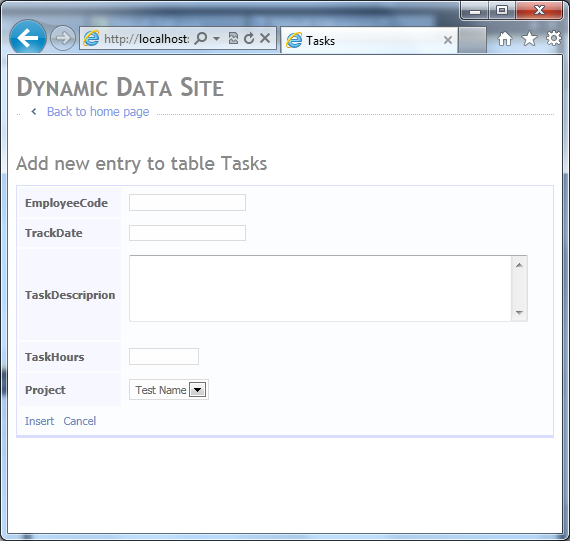 http://localhost:
Tasks
DYNAMIC DATA SITE
Back to home page
Add new entry to table Tasks
EmployeeCode
TrackDate
TaskDescriprion
TaskHours
Project Test Name
Insert Cancel